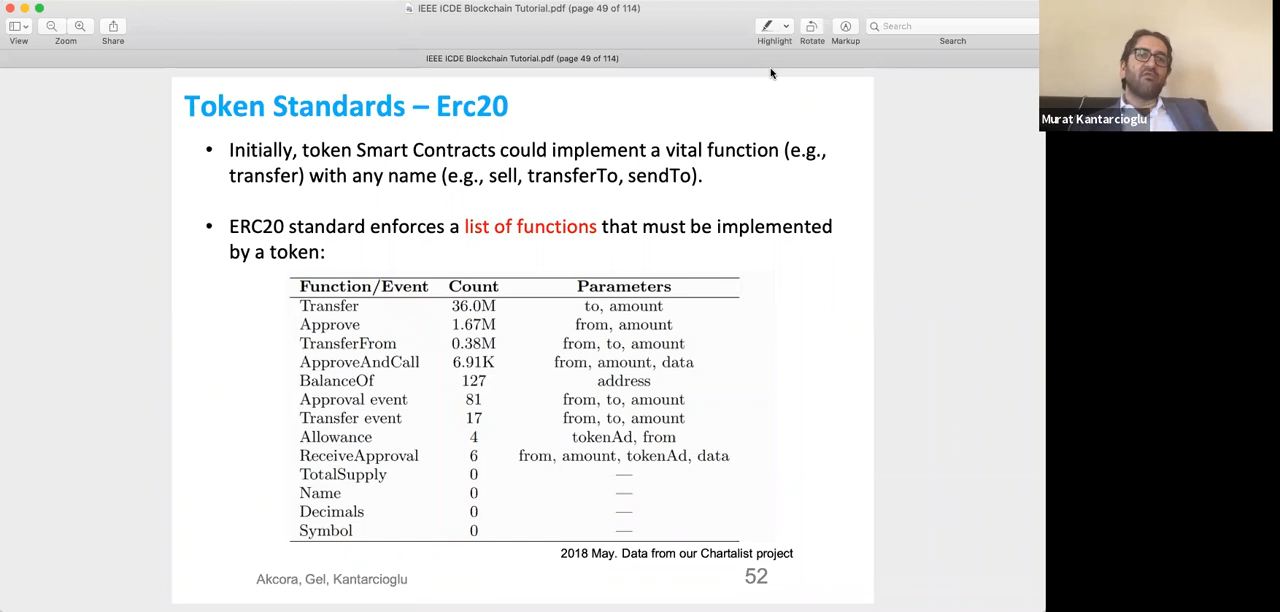 IEEE ICDE Blockchain Tutorial.pdf (page 49 of 114)
View Zoom Share Highlight Rotate Markup Search Search
IEEE ICDE Blockchain Tutorial.pdf (page 49 of 114)
Murat Kantarcioglu
Token Standards – Erc20
• Initially, token Smart Contracts could implement a vital function (e.g.,
transfer) with any name (e.g., sell, transferTo, sendTo).
• ERC20 standard enforces a list of functions that must be implemented
by a token:
Function/Event Count Parameters
Transfer 36.0M to, amount
Approve 1.67M from, amount
TransferFrom 0.38M from, to, amount
ApproveAndCall 6.91K from, amount, data
BalanceOf 127 address
Approval event 81 from, to, amount
Transfer event 17 from, to, amount
Allowance 4 tokenAd, from
ReceiveApproval 6 from, amount, tokenAd, data
TotalSupply 0 —
Name 0 —
Decimals 0 —
Symbol 0 —
2018 May. Data from our Chartalist project
Akcora, Gel, Kantarcioglu 52